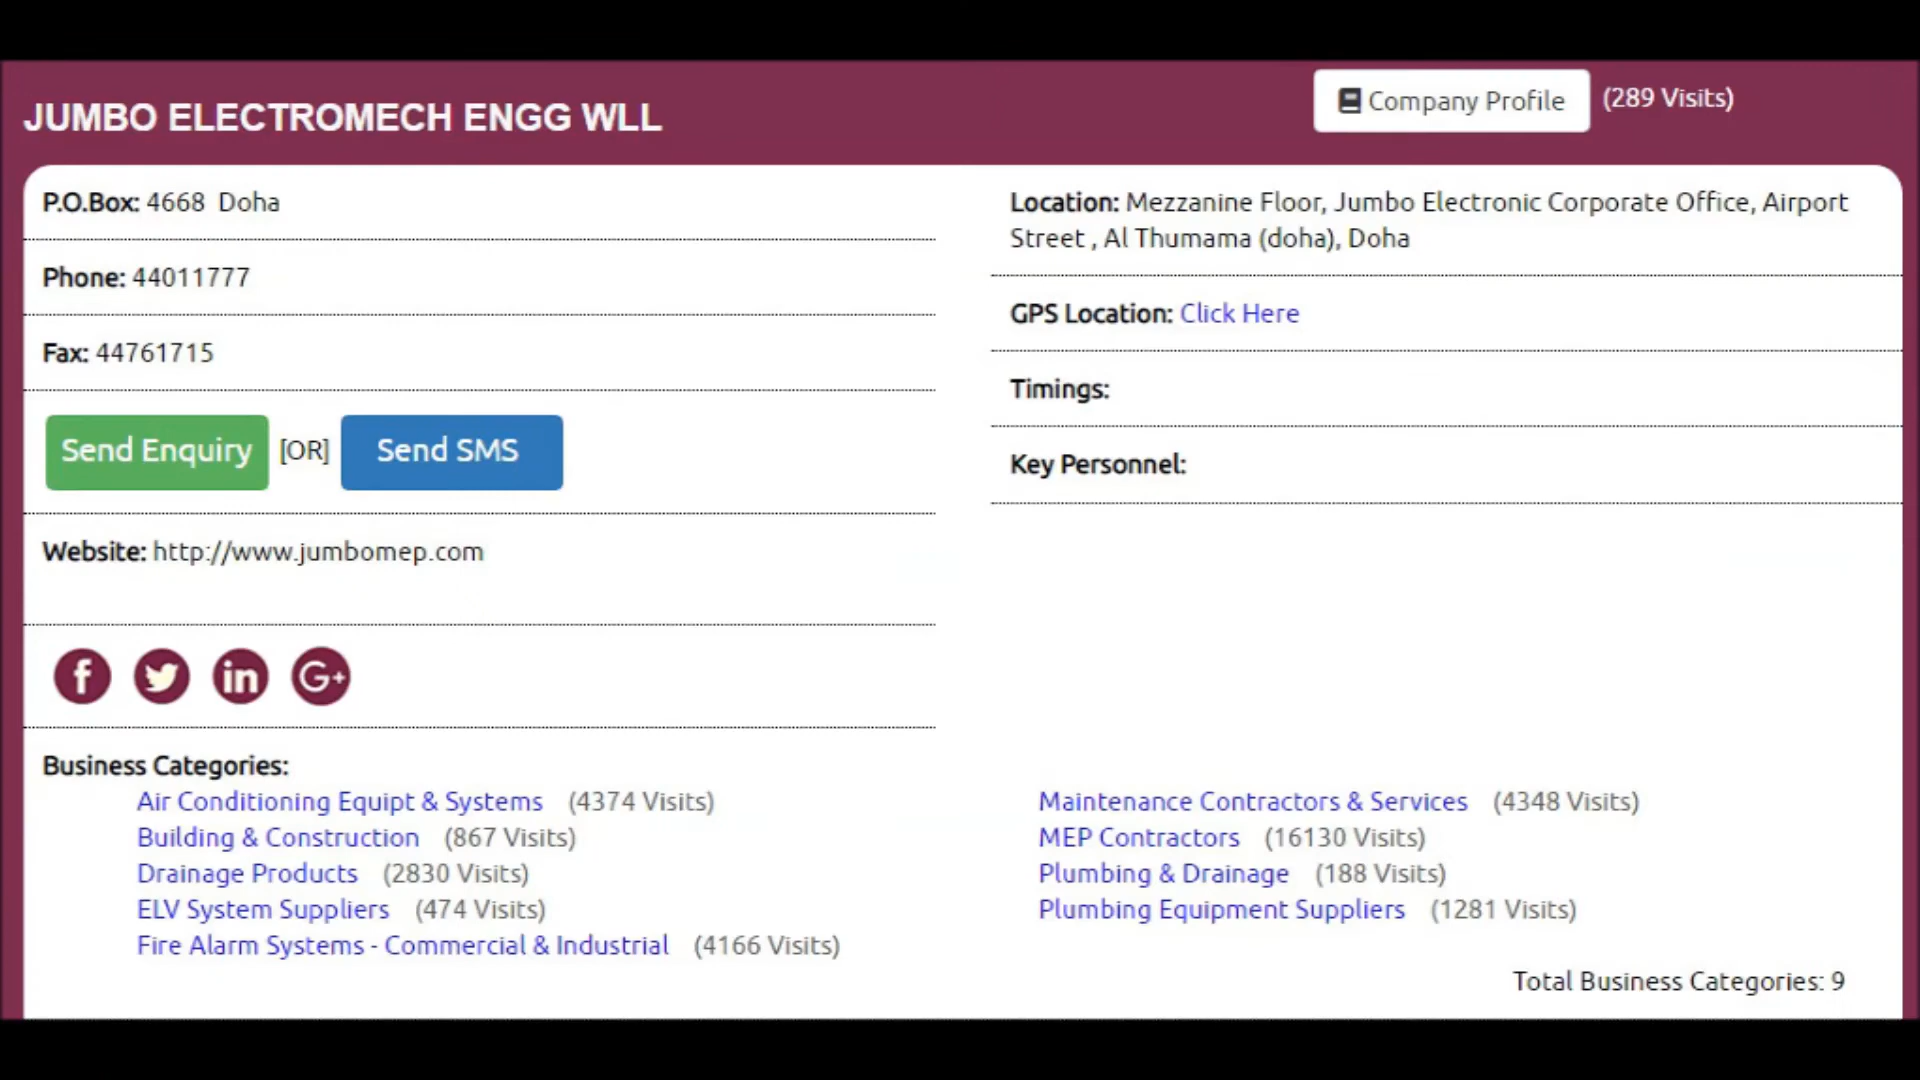 JUMBO ELECTROMECH ENGG WLL
Company Profile (289 Visits)
P.O.Box: 4668 Doha
Phone: 44011777
Fax: 44761715
Send Enquiry [OR] Send SMS
Website: http://www.jumbomep.com
f in G+
Location: Mezzanine Floor, Jumbo Electronic Corporate Office, Airport
Street , Al Thumama (doha), Doha
GPS Location: Click Here
Timings:
Key Personnel:
Business Categories:
Air Conditioning Equipt & Systems (4374 Visits)
Building & Construction (867 Visits)
Drainage Products (2830 Visits)
ELV System Suppliers (474 Visits)
Fire Alarm Systems - Commercial & Industrial (4166 Visits)
Maintenance Contractors & Services (4348 Visits)
MEP Contractors (16130 Visits)
Plumbing & Drainage (188 Visits)
Plumbing Equipment Suppliers (1281 Visits)
Total Business Categories: 9